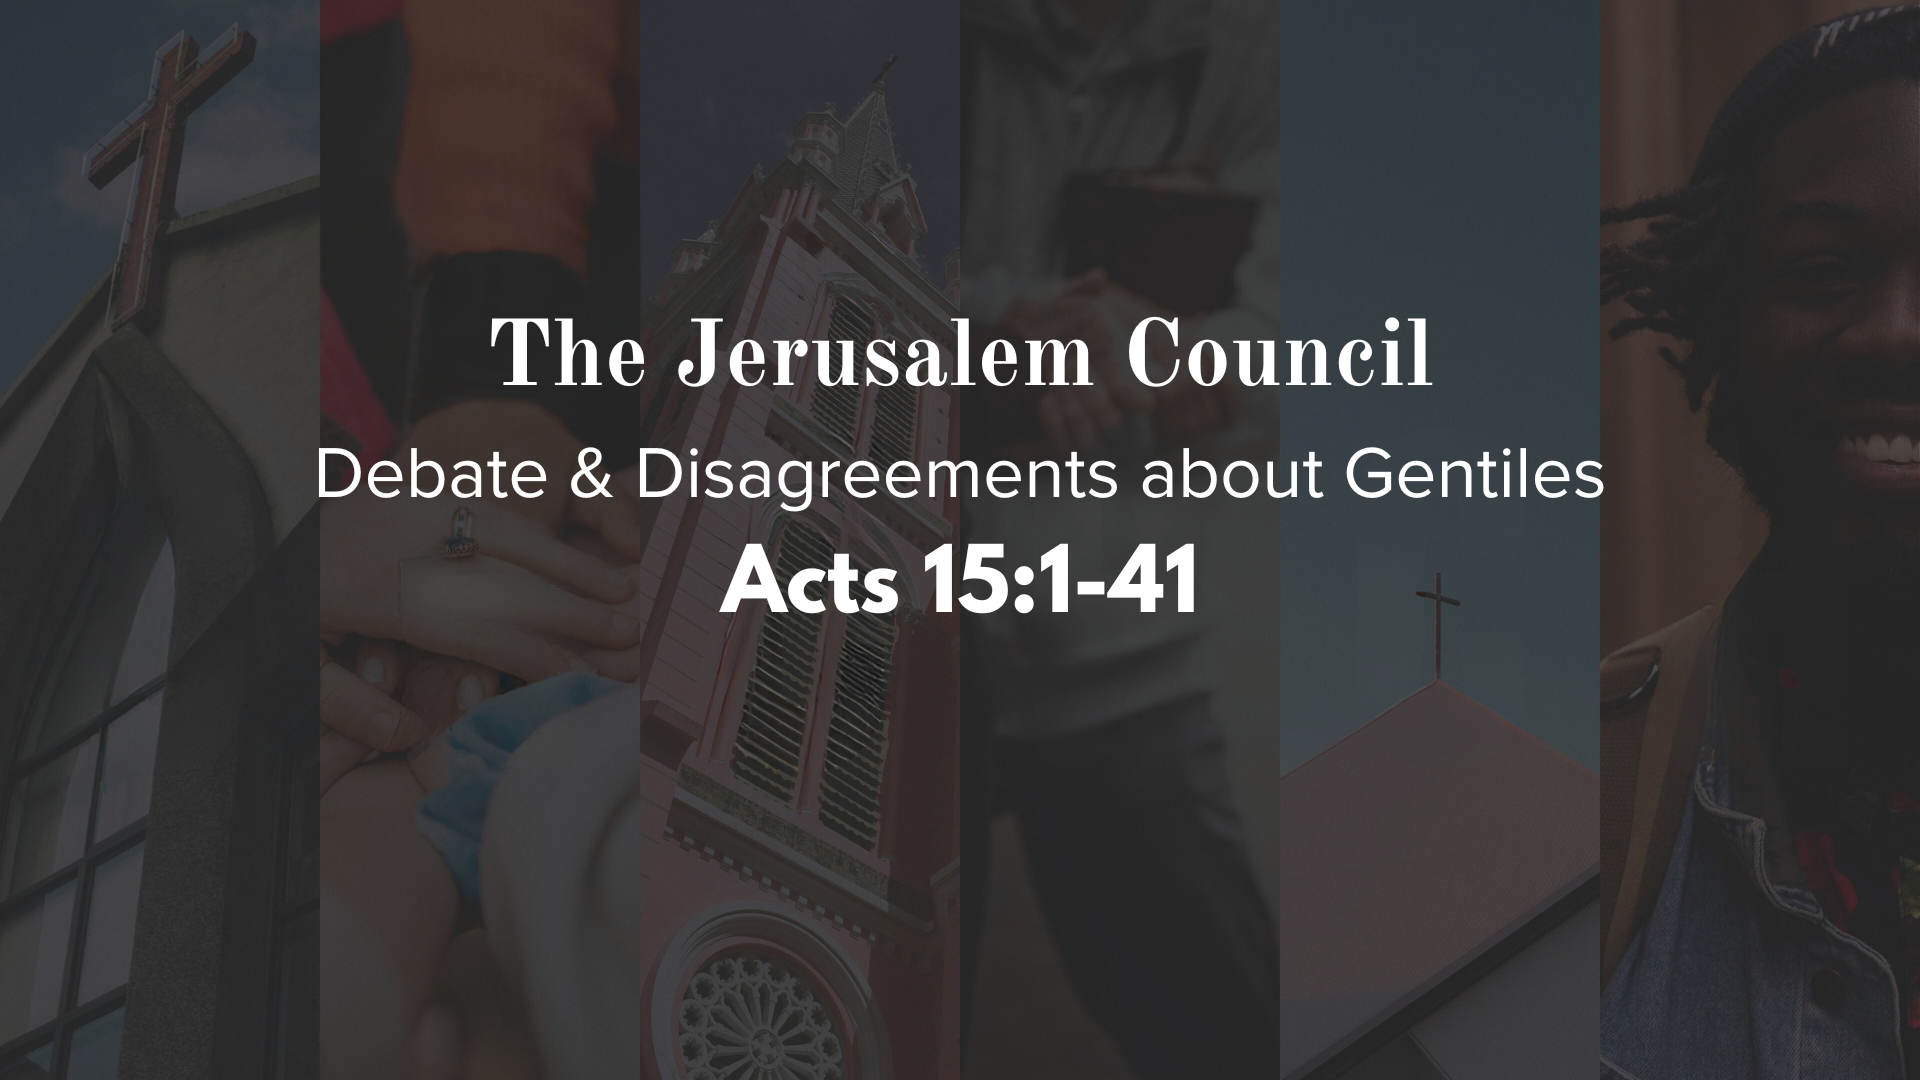 The Jerusalem Council
Debate & Disagreements about Gentiles
Acts 15:1-41